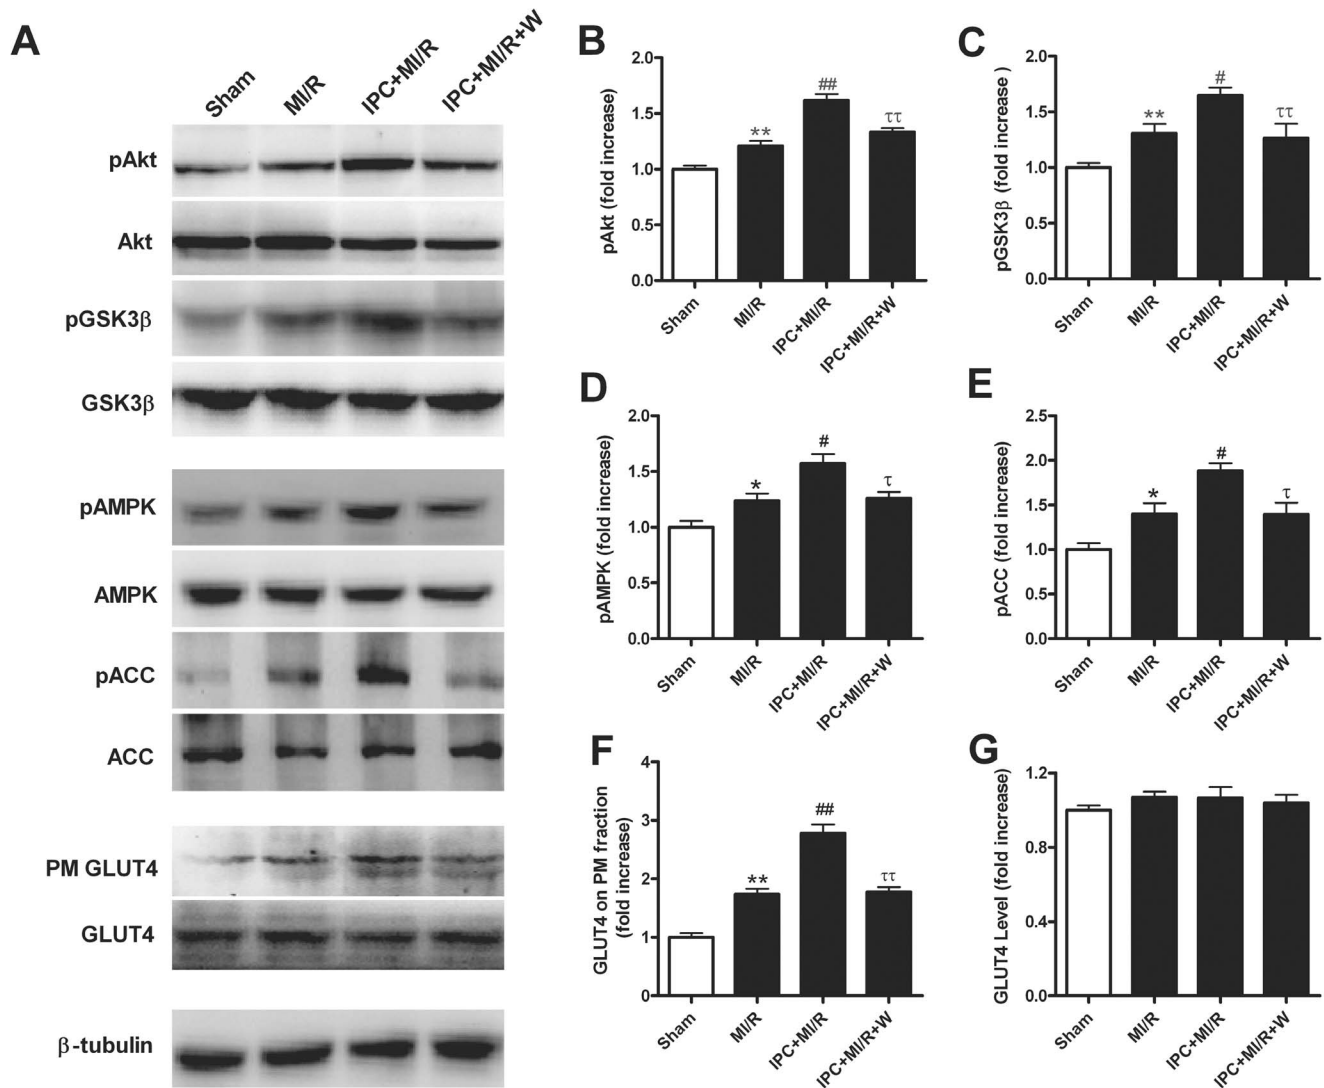 A
Sham
MI/R
IPC+MI/R
IPC+MI/R+W
pAkt
Akt
pGSK3β
GSK3β
pAMPK
AMPK
pACC
ACC
PM GLUT4
GLUT4
β-tubulin
B
pAkt (fold increase)
2.0
1.5
1.0
0.5
0.0
**
##
ττ
Sham
MI/R
IPC+MI/R
IPC+MI/R+W
C
pGSK3β (fold increase )
2.0
1.5
1.0
0.5
0.0
**
#
ττ
Sham
MI/R
IPC+MI/R
IPC+MI/R+W
D
pAMPK (fold increase)
2.0
1.5
1.0
0.5
0.0
*
#
τ
Sham
MI/R
IPC+MI/R
IPC+MI/R+W
E
pACC (fold increase)
2.5
2.0
1.5
1.0
0.5
0.0
*
#
τ
Sham
MI/R
IPC+MI/R
IPC+MI/R+W
F
GLUT4 on PM fraction
(fold increase)
4
3
2
1
0
**
##
ττ
Sham
MI/R
IPC+MI/R
IPC+MI/R+W
G
GLUT4 Level (fold increase)
1.2
0.8
0.4
0.0
Sham
MI/R
IPC+MI/R
IPC+MI/R+W